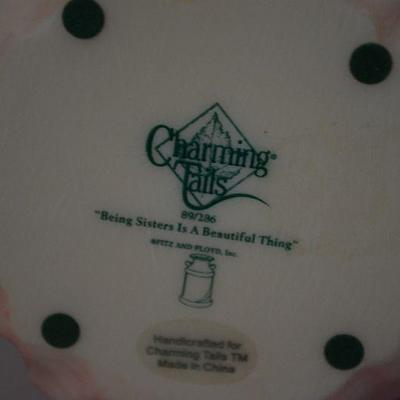 Charming®
Tails
89/286
"Being Sisters Is A Beautiful Thing"
©FITZ AND FLOYD, Inc.
Handcrafted for
Charming Tails TM
Made in China